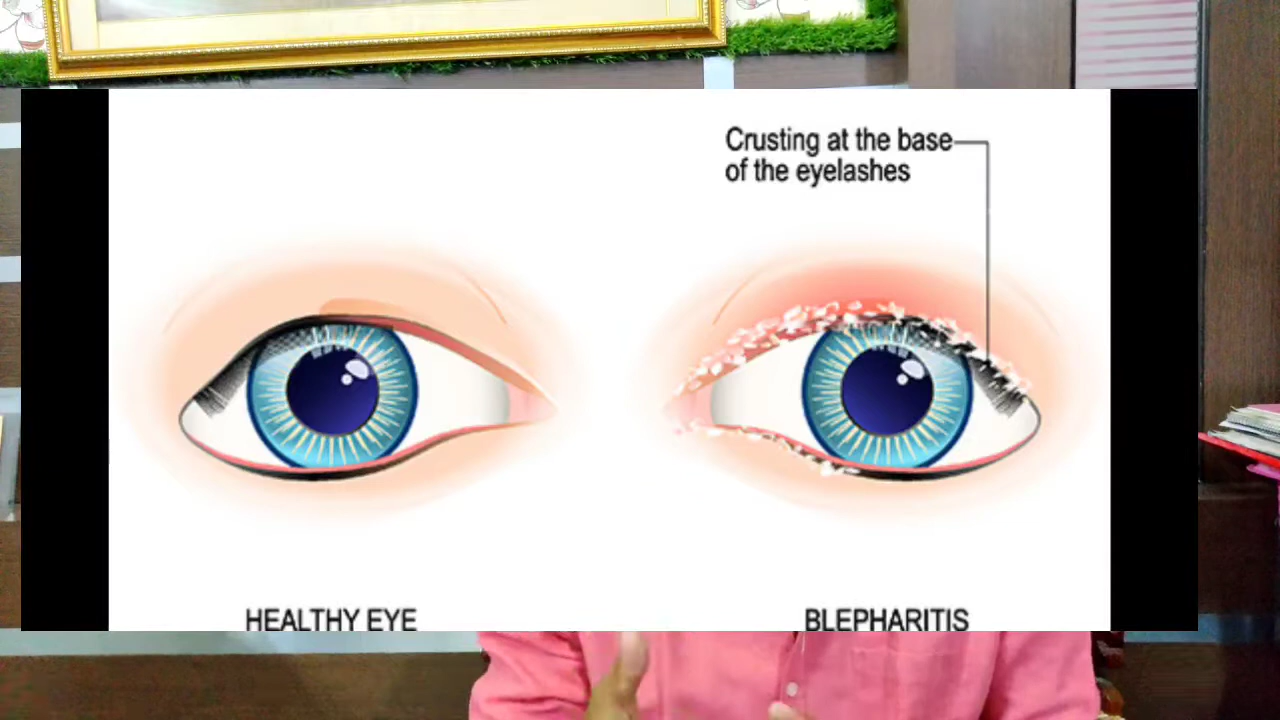 Crusting at the base
of the eyelashes
HEALTHY EYE
BLEPHARITIS